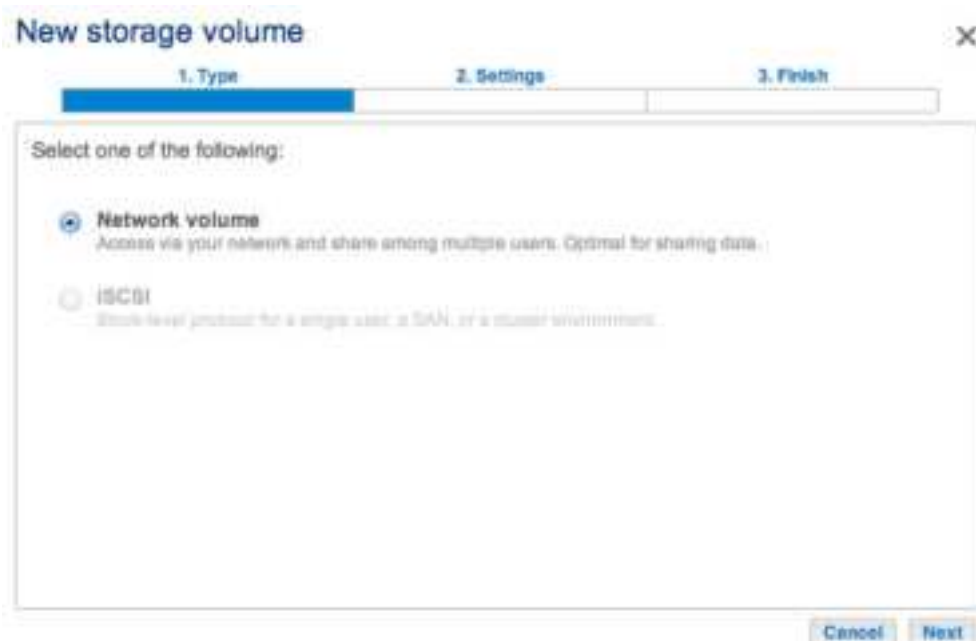 New storage volume
1. Type
2. Settings
3. Finish
Select one of the following:
Network volume
Access via your network and share among multiple users. Optimal for sharing data.
iSCSI
Block-level protocol for a single user, a SAN, or a cluster environment.
Cancel
Next